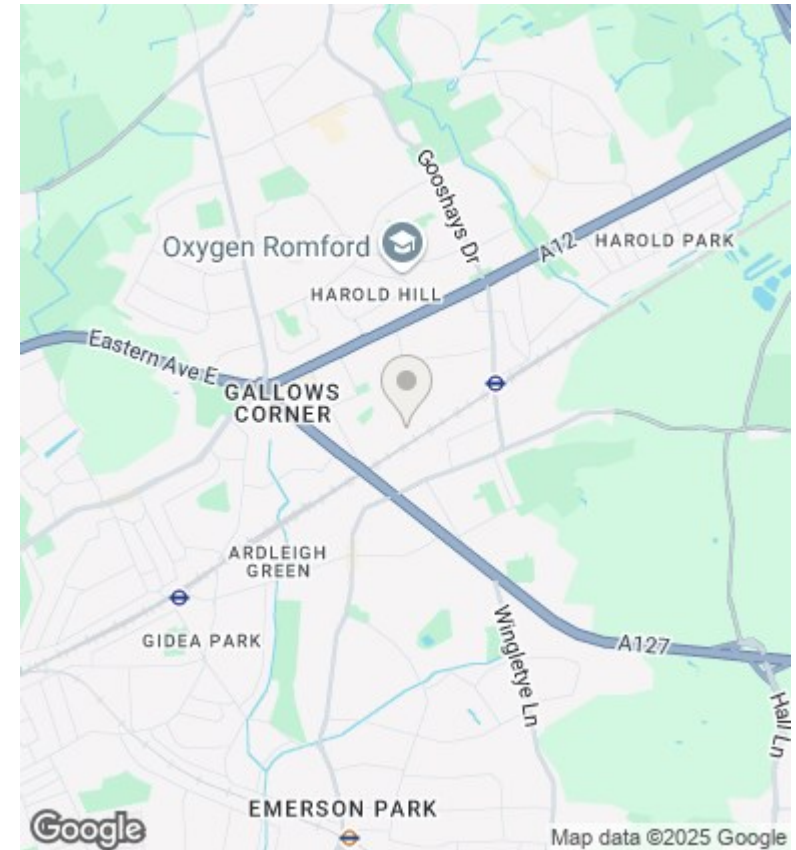 Gooshays Dr
A12
HAROLD PARK
Oxygen Romford
HAROLD HILL
Eastern Ave E
GALLOWS
CORNER
ARDLEIGH
GREEN
GIDEA PARK
A127
Wingletye Ln
Hall Ln
EMERSON PARK
Google
Map data ©2025 Google